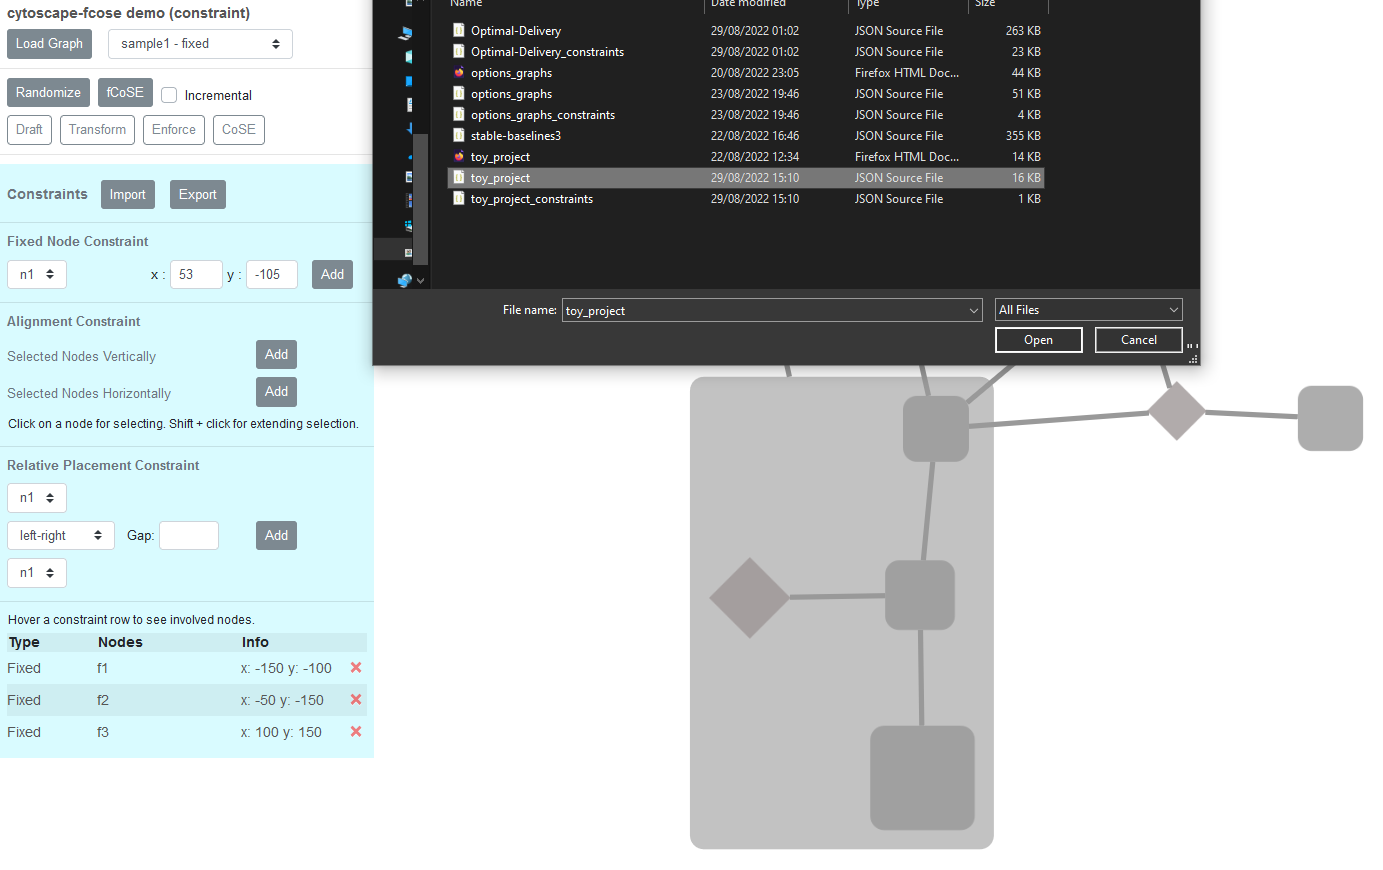 cytoscape-fcose demo (constraint)
Load Graph
sample1 - fixed
Randomize
fCoSE
Incremental
Draft
Transform
Enforce
CoSE
Constraints
Import
Export
Fixed Node Constraint
n1
x :
53
y :
-105
Add
Alignment Constraint
Selected Nodes Vertically
Add
Selected Nodes Horizontally
Add
Click on a node for selecting. Shift + click for extending selection.
Relative Placement Constraint
n1
left-right
Gap:
Add
n1
Hover a constraint row to see involved nodes.
Type Nodes Info
Fixed f1 x: -150 y: -100
Fixed f2 x: -50 y: -150
Fixed f3 x: 100 y: 150
Name Date modified Type Size
Optimal-Delivery 29/08/2022 01:02 JSON Source File 263 KB
Optimal-Delivery_constraints 29/08/2022 01:02 JSON Source File 23 KB
options_graphs 20/08/2022 23:05 Firefox HTML Doc... 44 KB
options_graphs 23/08/2022 19:46 JSON Source File 51 KB
options_graphs_constraints 23/08/2022 19:46 JSON Source File 4 KB
stable-baselines3 22/08/2022 16:46 JSON Source File 355 KB
toy_project 22/08/2022 12:34 Firefox HTML Doc... 14 KB
toy_project 29/08/2022 15:10 JSON Source File 16 KB
toy_project_constraints 29/08/2022 15:10 JSON Source File 1 KB
File name: toy_project
All Files
Open
Cancel